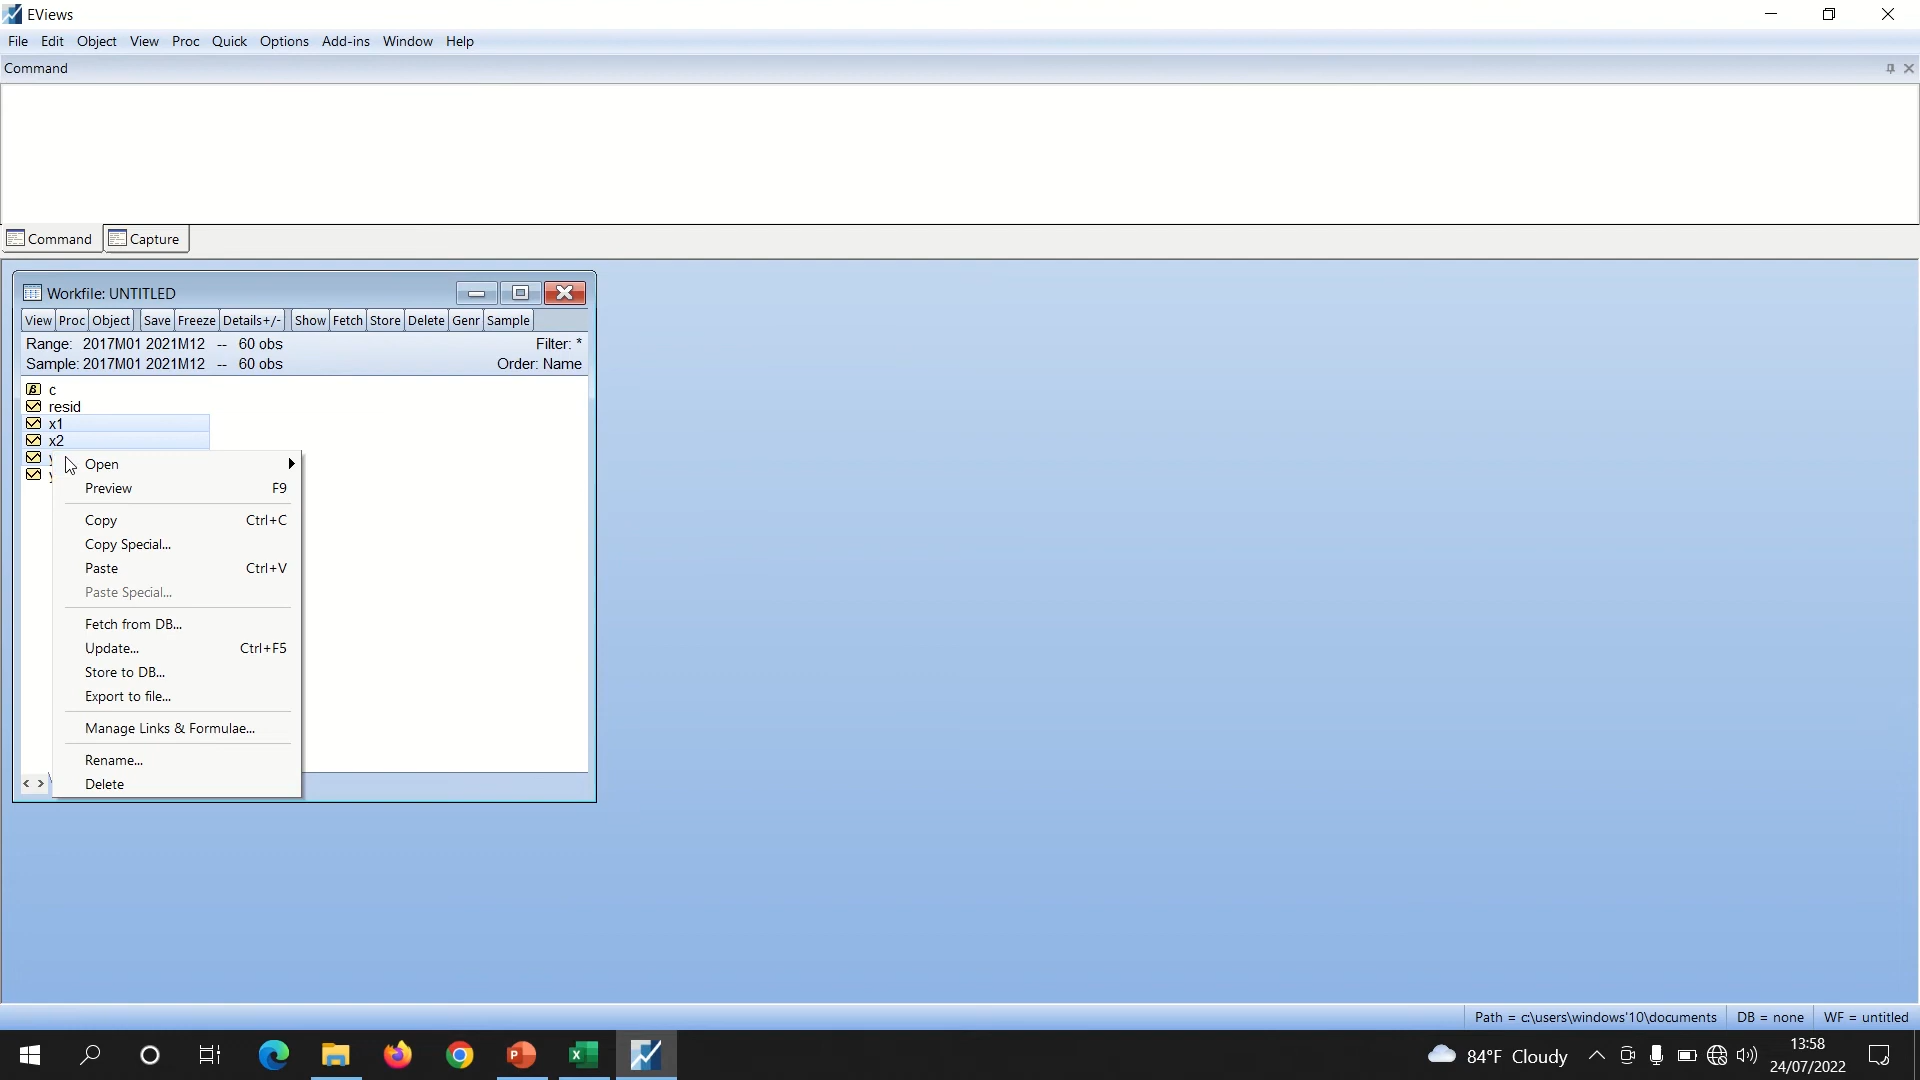 EViews
File Edit Object View Proc Quick Options Add-ins Window Help
Command
Command Capture
Workfile: UNTITLED
View Proc Object Save Freeze Details+/- Show Fetch Store Delete Genr Sample
Range: 2017M01 2021M12 -- 60 obs Filter: *
Sample: 2017M01 2021M12 -- 60 obs Order: Name
c
resid
x1
x2
Open
Preview F9
Copy Ctrl+C
Copy Special...
Paste Ctrl+V
Paste Special...
Fetch from DB...
Update... Ctrl+F5
Store to DB...
Export to file...
Manage Links & Formulae...
Rename...
Delete
Path = c:\users\windows'10\documents DB = none WF = untitled
84°F Cloudy
13:58
24/07/2022